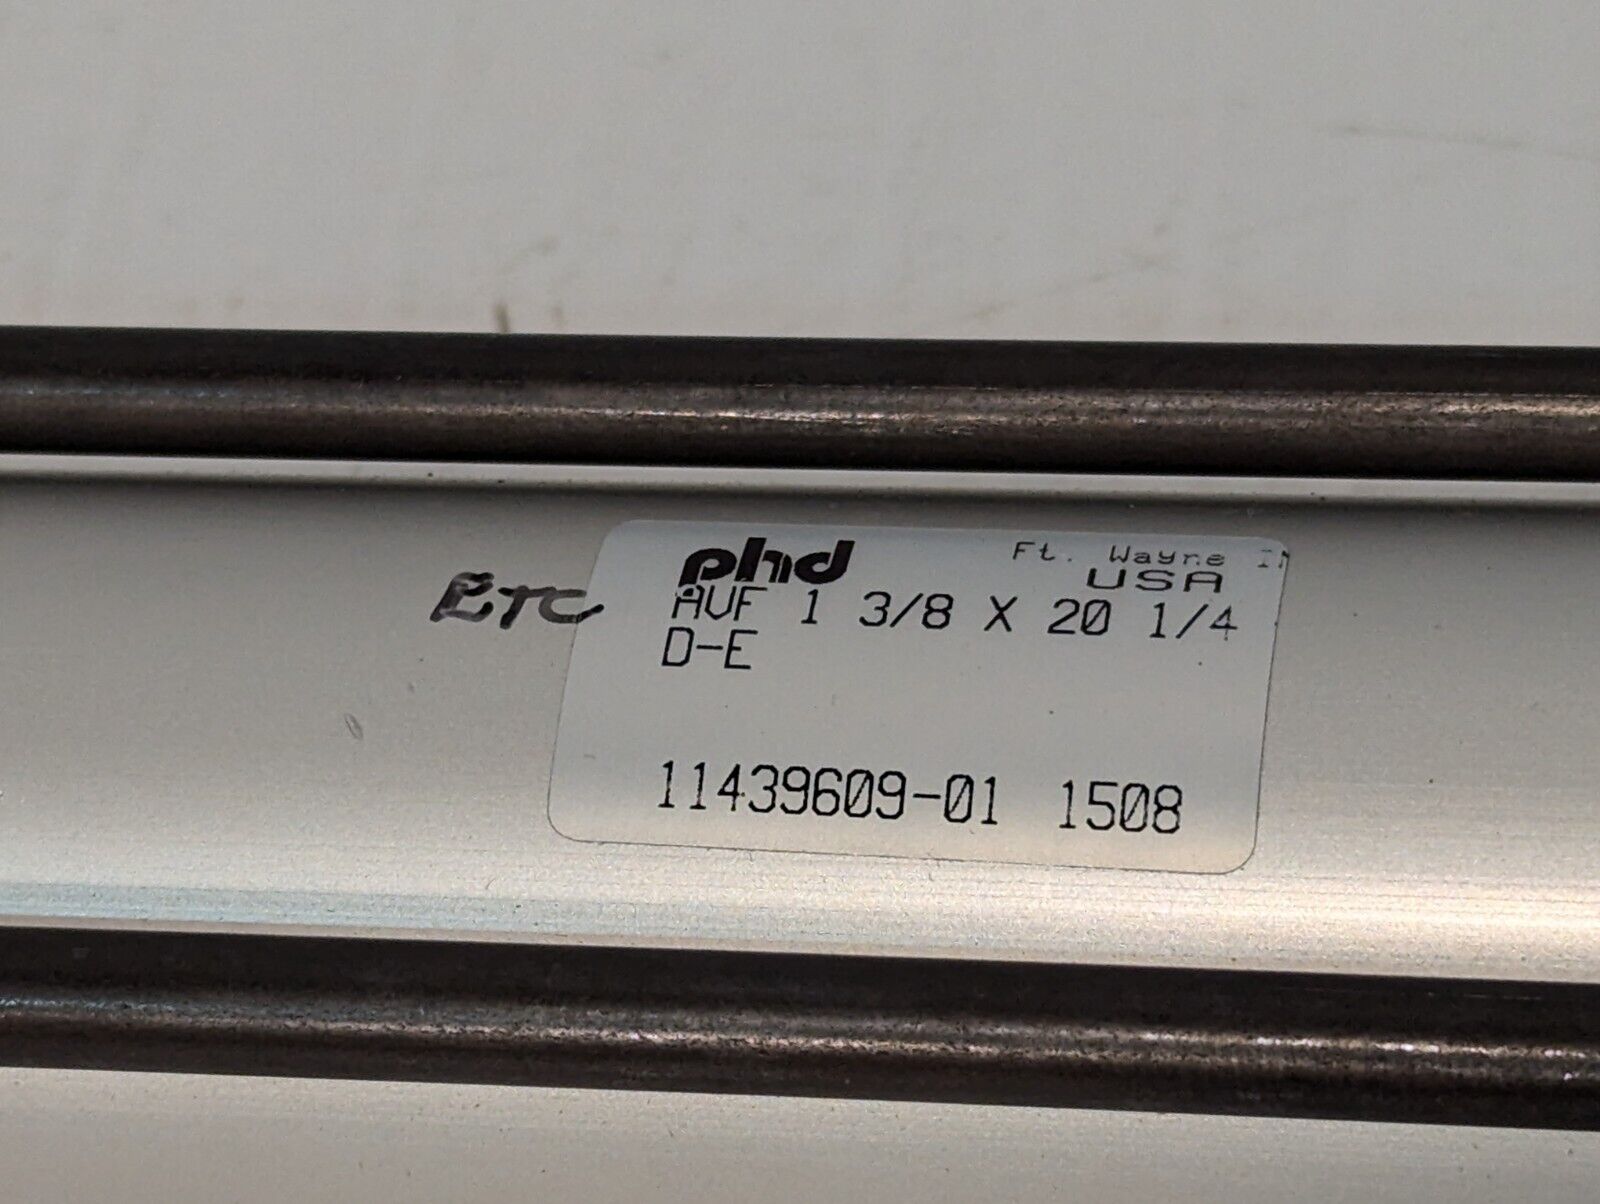 phd Ft. Wayne IN
USA
ETC
AVF 1 3/8 X 20 1/4
D-E
11439609-01 1508